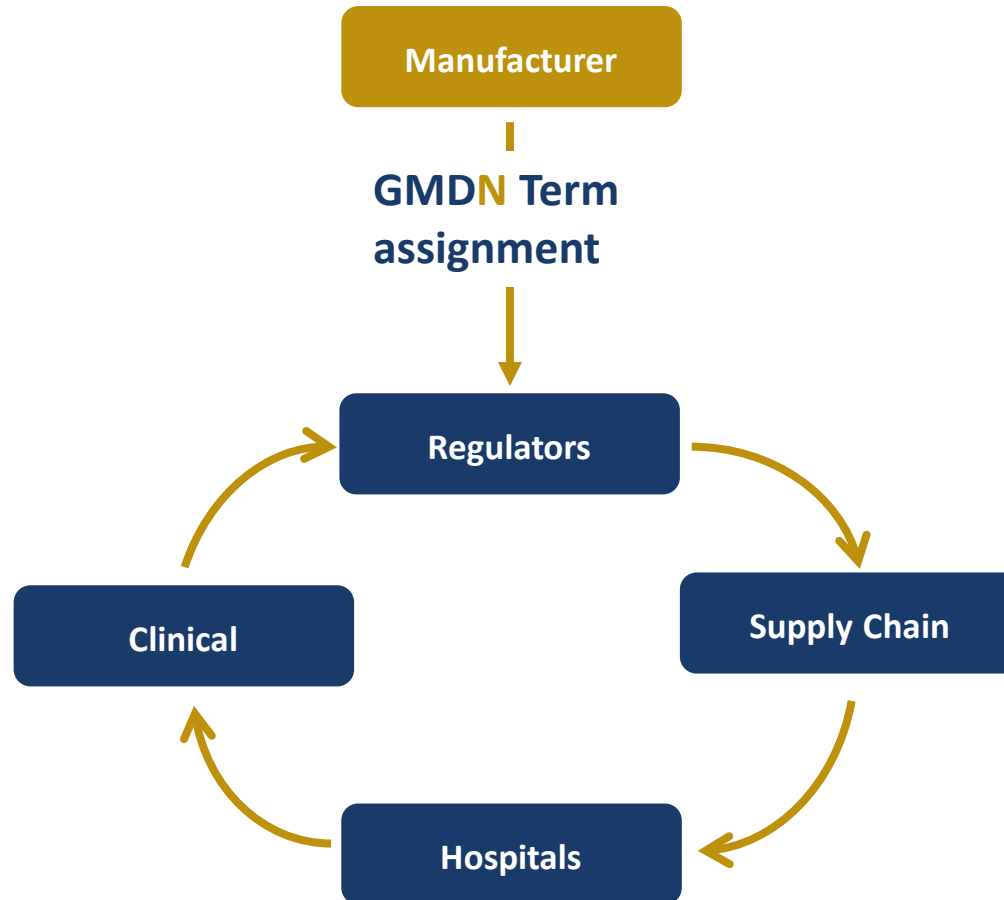 Manufacturer
GMDN Term
assignment
Regulators
Clinical
Supply Chain
Hospitals